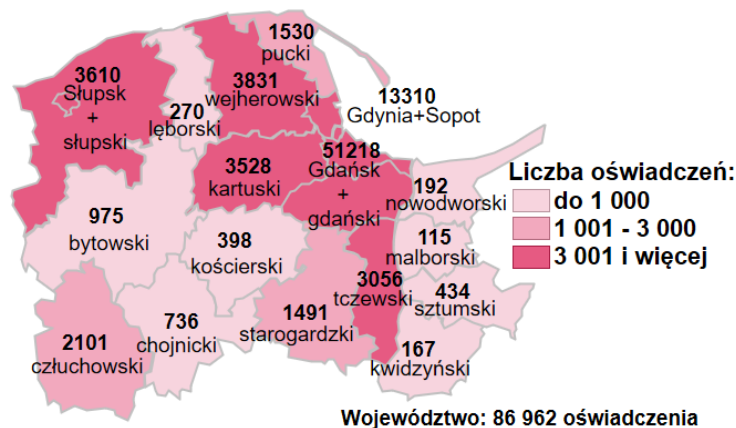 1530
pucki
3610
Słupsk
+
słupski
3831
wejherowski
270
lęborski
13310
Gdynia+Sopot
51218
Gdańsk
+
gdański
3528
kartuski
192
nowodworski
975
bytowski
398
kościerski
115
malborski
3056
tczewski
434
sztumski
1491
starogardzki
736
chojnicki
2101
człuchowski
167
kwidzyński
Liczba oświadczeń:
do 1 000
1 001 - 3 000
3 001 i więcej
Województwo: 86 962 oświadczenia